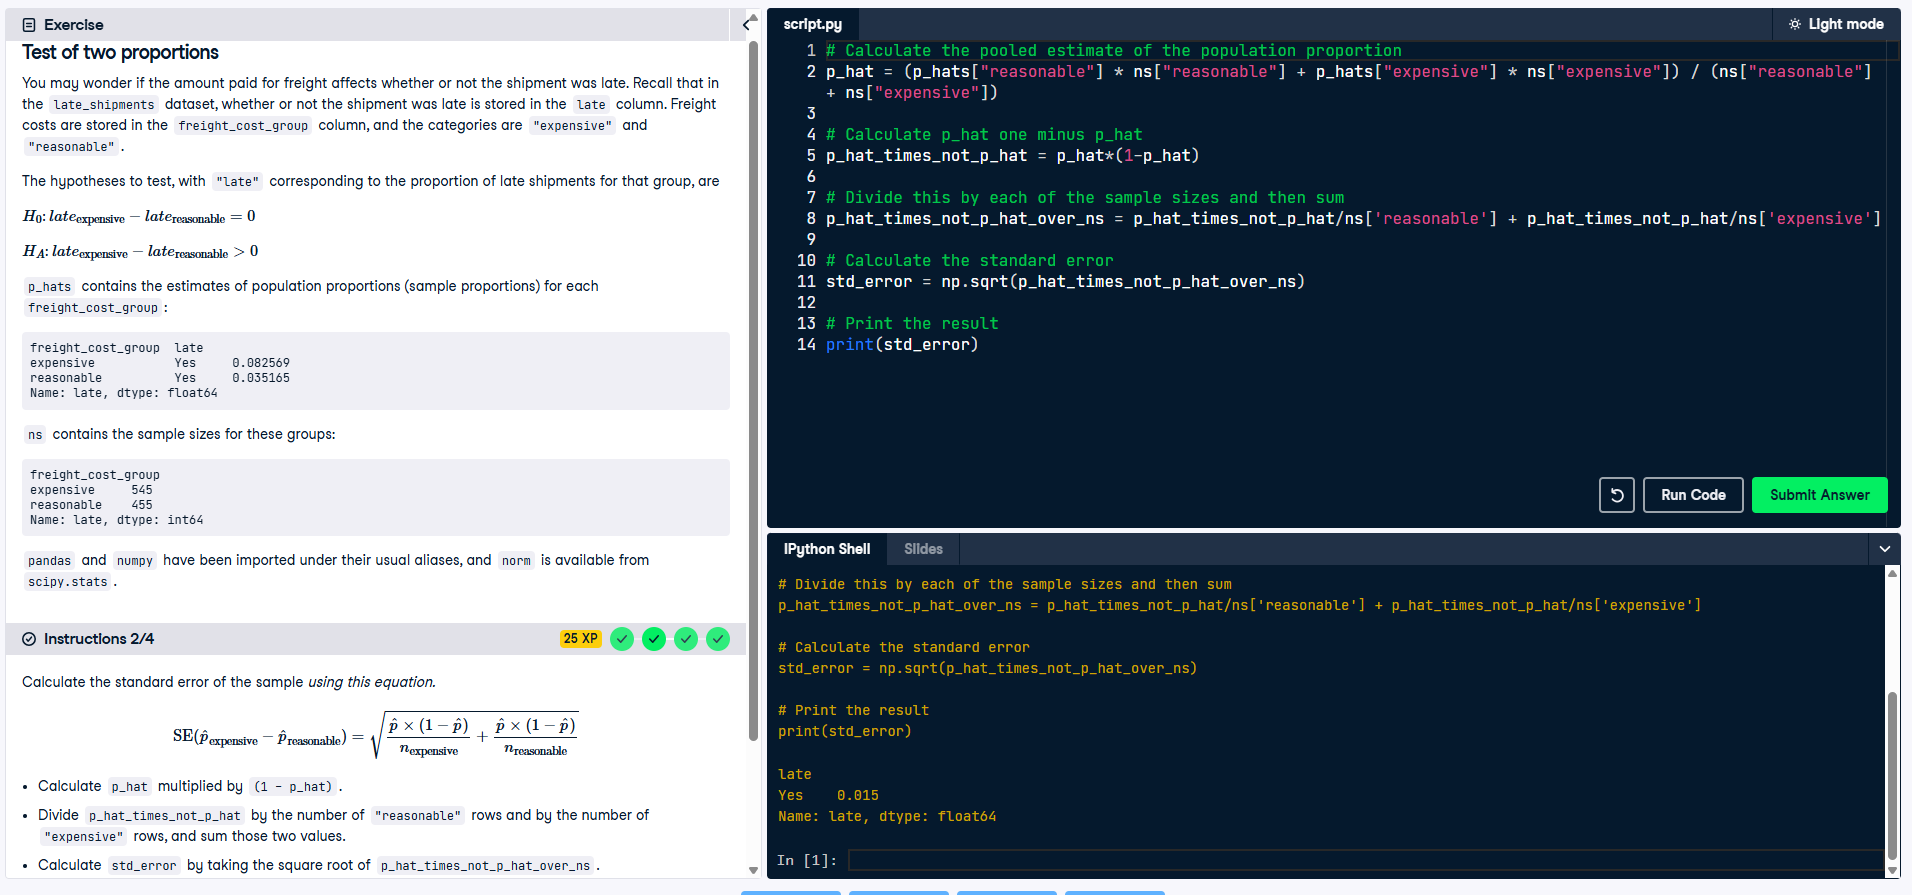 Exercise
Test of two proportions
You may wonder if the amount paid for freight affects whether or not the shipment was late. Recall that in
the late_shipments dataset, whether or not the shipment was late is stored in the late column. Freight
costs are stored in the freight_cost_group column, and the categories are "expensive" and
"reasonable".
The hypotheses to test, with "late" corresponding to the proportion of late shipments for that group, are
H₀: late_expensive − late_reasonable = 0
H_A: late_expensive − late_reasonable > 0
p_hats contains the estimates of population proportions (sample proportions) for each
freight_cost_group:
freight_cost_group  late
expensive           Yes     0.082569
reasonable          Yes     0.035165
Name: late, dtype: float64
ns contains the sample sizes for these groups:
freight_cost_group
expensive     545
reasonable    455
Name: late, dtype: int64
pandas and numpy have been imported under their usual aliases, and norm is available from
scipy.stats.
Instructions 2/4
25 XP
Calculate the standard error of the sample using this equation.
SE(p̂_expensive − p̂_reasonable) = √(p̂ × (1 − p̂) / n_expensive + p̂ × (1 − p̂) / n_reasonable)
• Calculate p_hat multiplied by (1 - p_hat).
• Divide p_hat_times_not_p_hat by the number of "reasonable" rows and by the number of
"expensive" rows, and sum those two values.
• Calculate std_error by taking the square root of p_hat_times_not_p_hat_over_ns.
script.py
Light mode
1 # Calculate the pooled estimate of the population proportion
2 p_hat = (p_hats["reasonable"] * ns["reasonable"] + p_hats["expensive"] * ns["expensive"]) / (ns["reasonable"]
+ ns["expensive"])
3
4 # Calculate p_hat one minus p_hat
5 p_hat_times_not_p_hat = p_hat*(1-p_hat)
6
7 # Divide this by each of the sample sizes and then sum
8 p_hat_times_not_p_hat_over_ns = p_hat_times_not_p_hat/ns['reasonable'] + p_hat_times_not_p_hat/ns['expensive']
9
10 # Calculate the standard error
11 std_error = np.sqrt(p_hat_times_not_p_hat_over_ns)
12
13 # Print the result
14 print(std_error)
Run Code
Submit Answer
IPython Shell
Slides
# Divide this by each of the sample sizes and then sum
p_hat_times_not_p_hat_over_ns = p_hat_times_not_p_hat/ns['reasonable'] + p_hat_times_not_p_hat/ns['expensive']
# Calculate the standard error
std_error = np.sqrt(p_hat_times_not_p_hat_over_ns)
# Print the result
print(std_error)
late
Yes    0.015
Name: late, dtype: float64
In [1]: